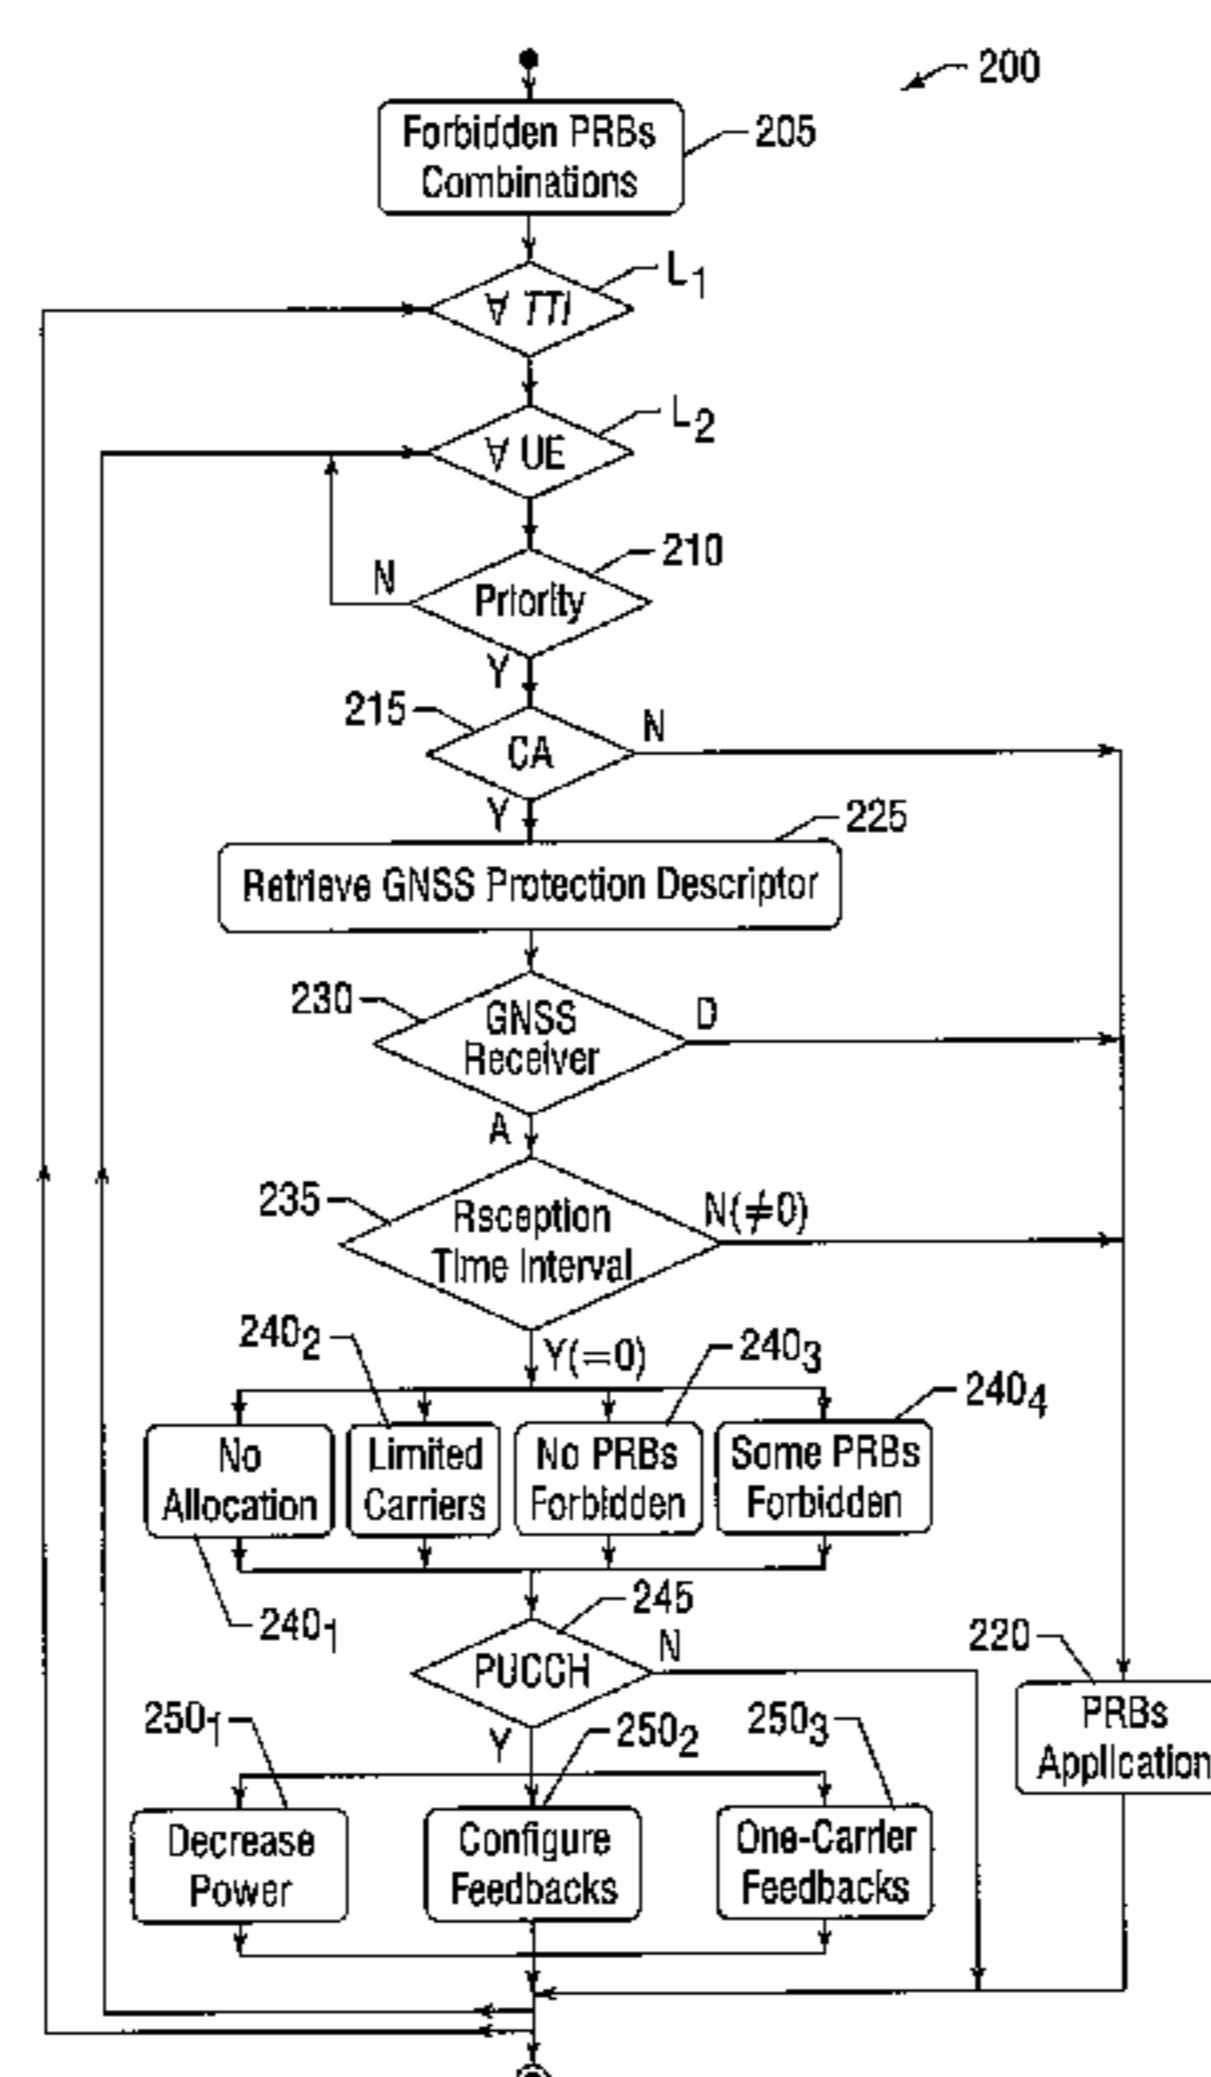 200
Forbidden PRBs
Combinations
205
∀ TTI
L1
∀ UE
L2
N
Priority
210
Y
215
CA
N
Y
225
Retrieve GNSS Protection Descriptor
230
GNSS
Receiver
D
A
235
Rsception
Time Interval
N(≠0)
Y(=0)
2402
2403
2404
No
Allocation
Limited
Carriers
No PRBs
Forbidden
Some PRBs
Forbidden
2401
245
PUCCH
N
Y
220
PRBs
Application
2501
2502
2503
Decrease
Power
Configure
Feedbacks
One-Carrier
Feedbacks